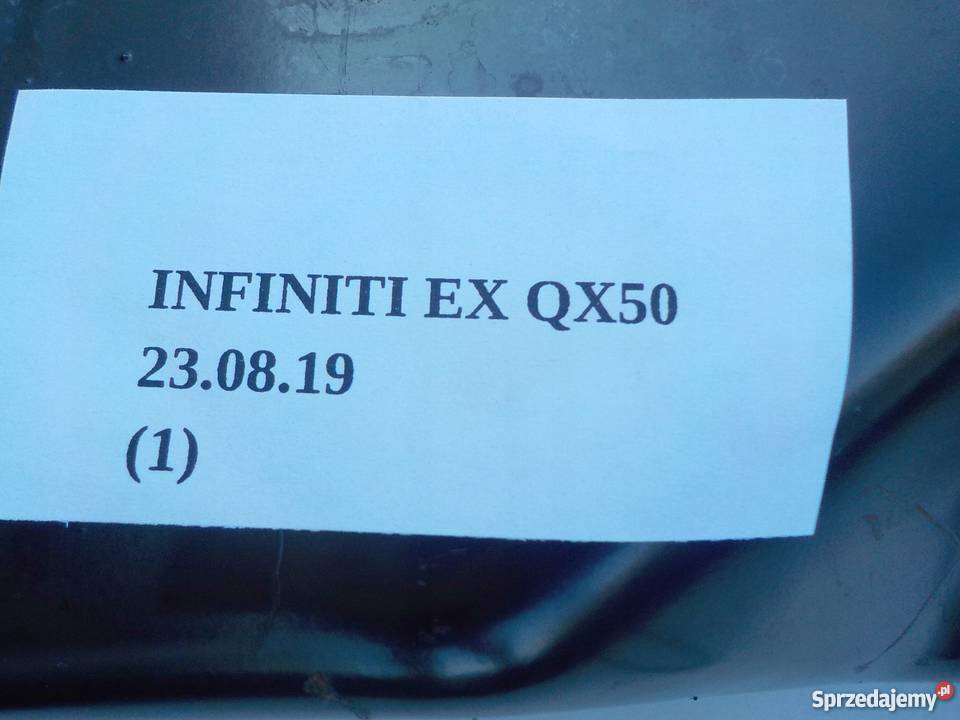 INFINITI EX QX50
23.08.19
(1)
Sprzedajemy.pl